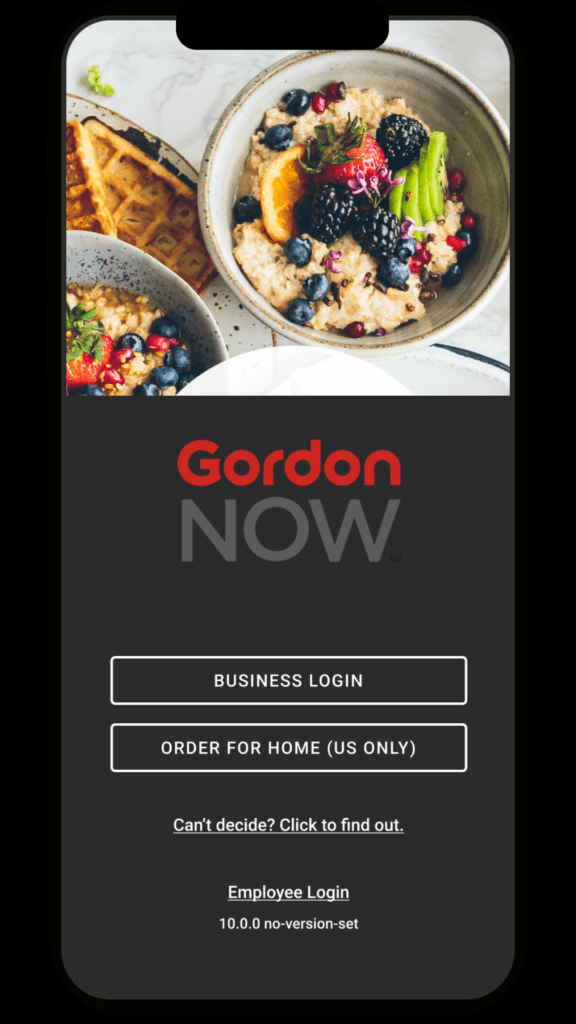 Gordon
NOW™
BUSINESS LOGIN
ORDER FOR HOME (US ONLY)
Can't decide? Click to find out.
Employee Login
10.0.0 no-version-set